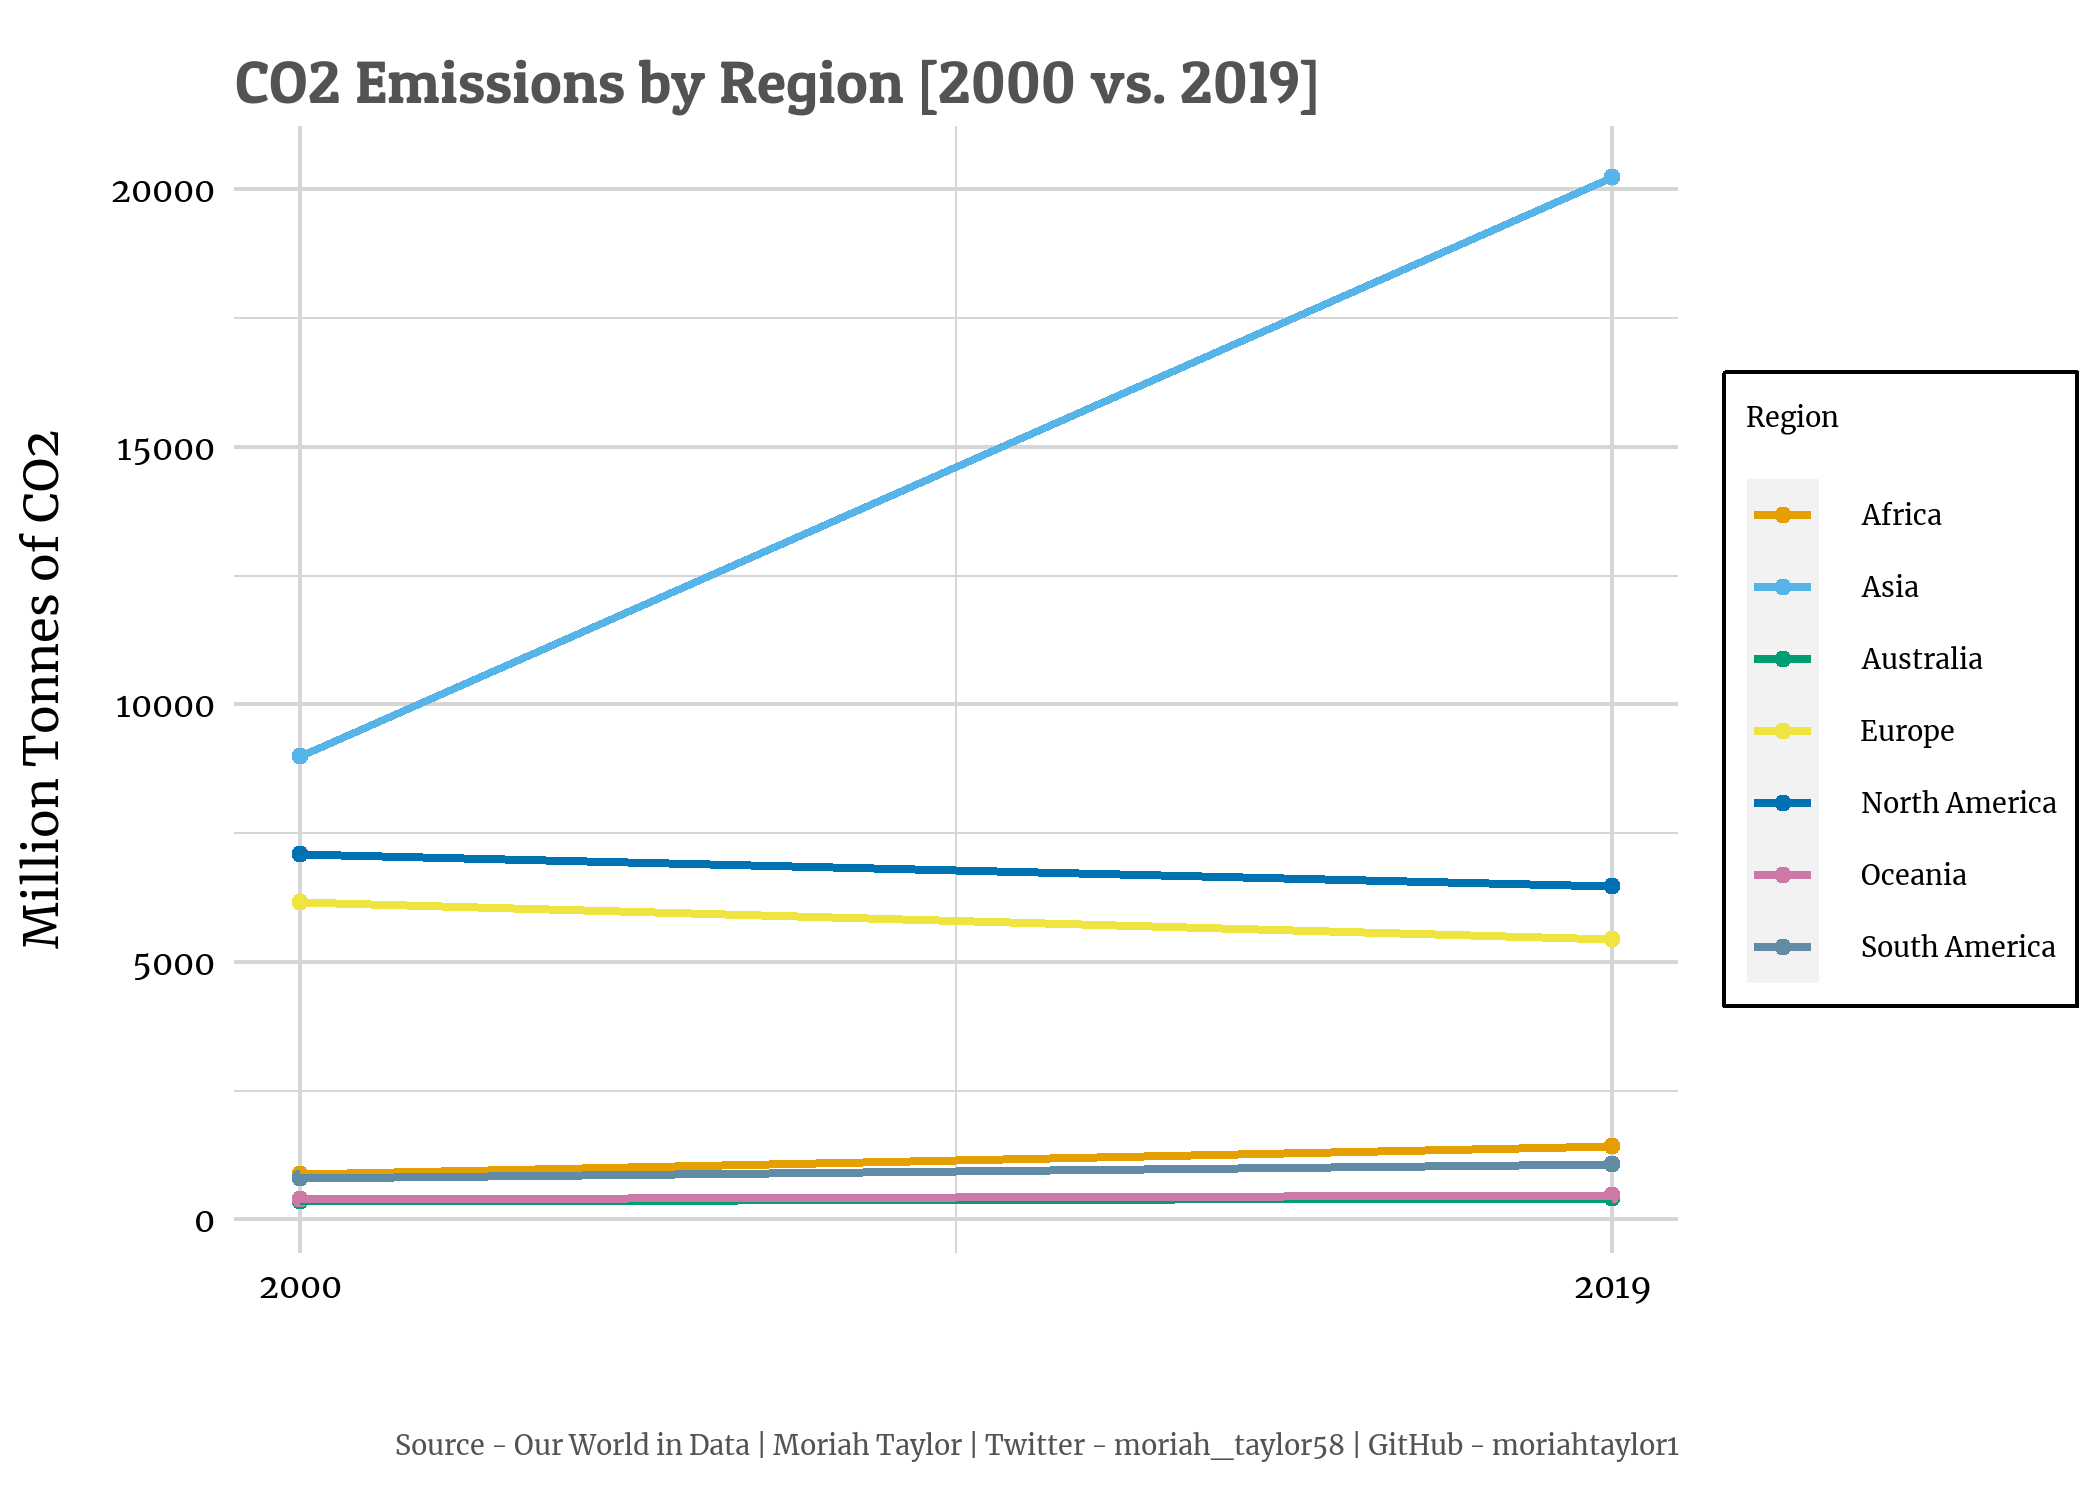 CO2 Emissions by Region [2000 vs. 2019]
Million Tonnes of CO2
20000
15000
10000
5000
0
2000
2019
Region
Africa
Asia
Australia
Europe
North America
Oceania
South America
Source - Our World in Data | Moriah Taylor | Twitter - moriah_taylor58 | GitHub - moriahtaylor1